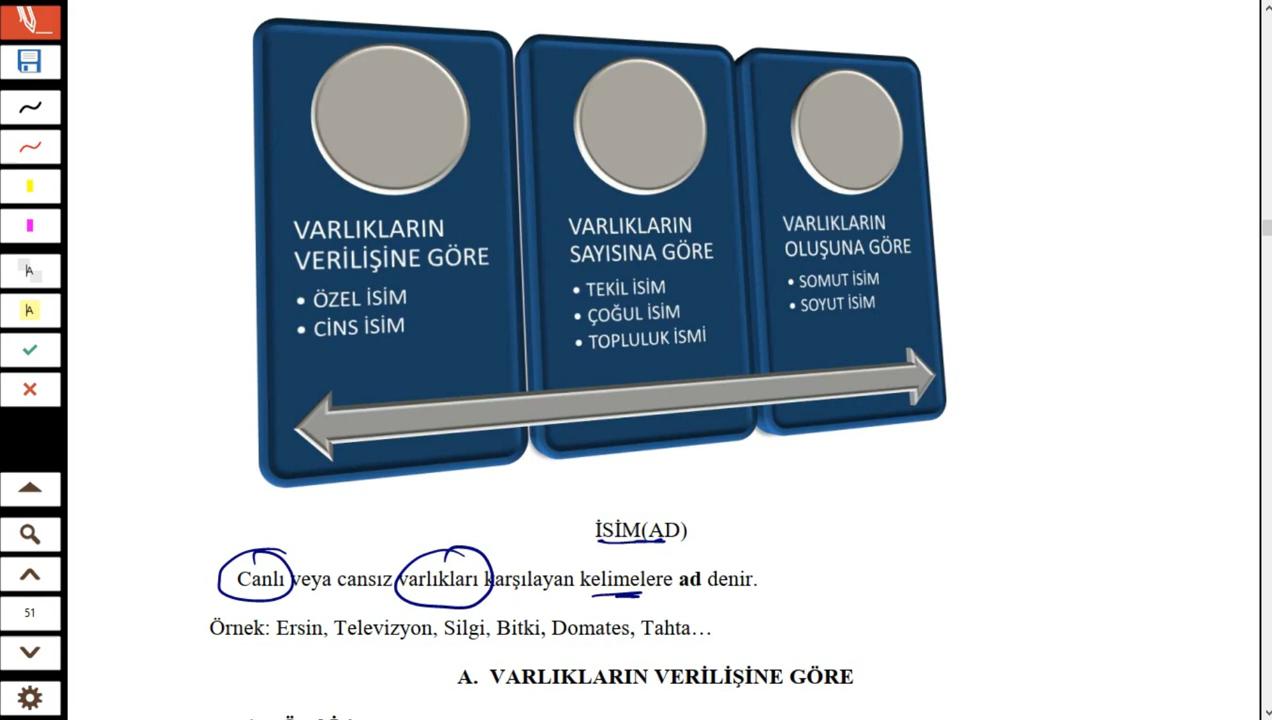 VARLIKLARIN
VERİLİŞİNE GÖRE
• ÖZEL İSİM
• CİNS İSİM
VARLIKLARIN
SAYISINA GÖRE
• TEKİL İSİM
• ÇOĞUL İSİM
• TOPLULUK İSMİ
VARLIKLARIN
OLUŞUNA GÖRE
• SOMUT İSİM
• SOYUT İSİM
İSİM(AD)
Canlı veya cansız varlıkları karşılayan kelimelere ad denir.
51
Örnek: Ersin, Televizyon, Silgi, Bitki, Domates, Tahta…
A. VARLIKLARIN VERİLİŞİNE GÖRE